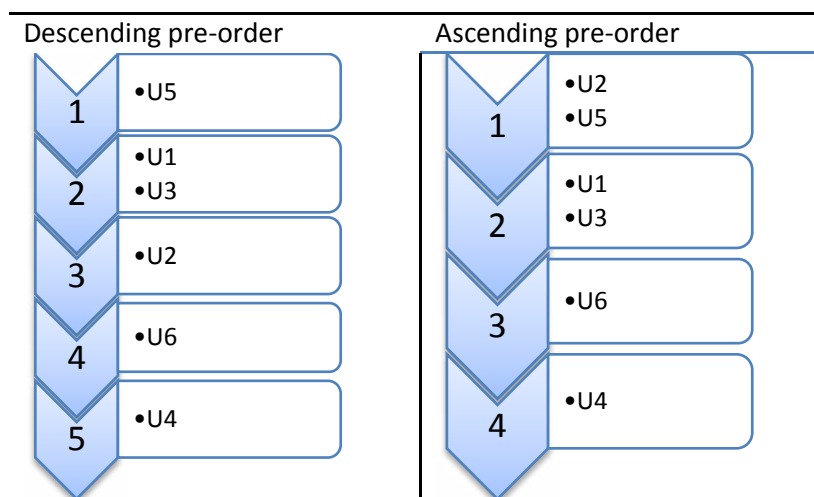 Descending pre-order
1
•U5
2
•U1
•U3
3
•U2
4
•U6
5
•U4
Ascending pre-order
1
•U2
•U5
2
•U1
•U3
3
•U6
4
•U4